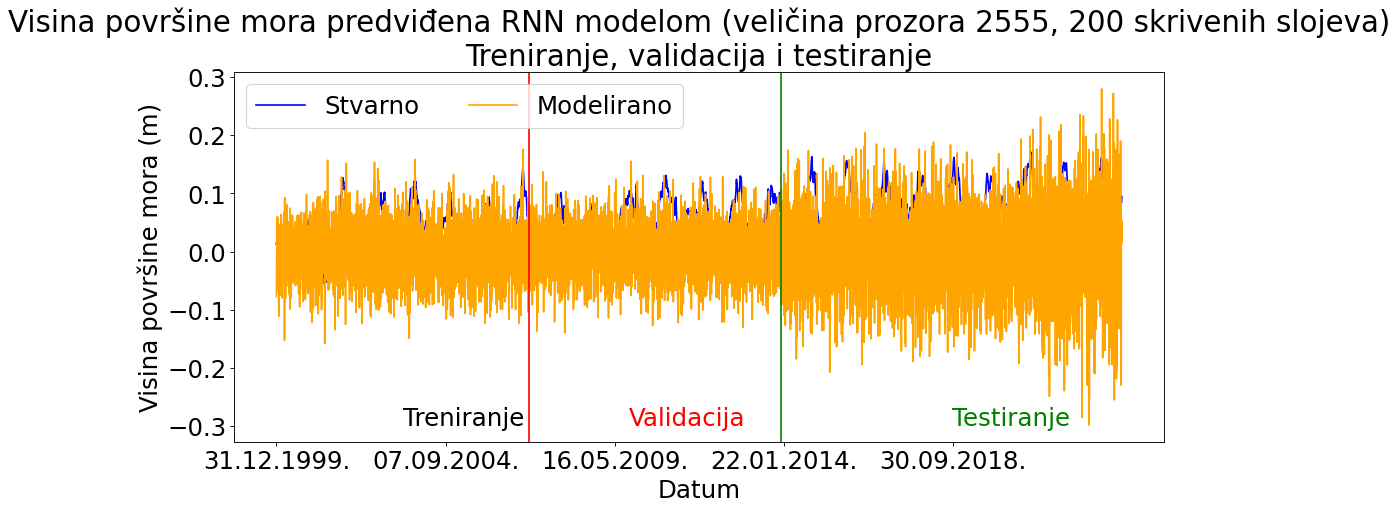 Visina površine mora predviđena RNN modelom (veličina prozora 2555, 200 skrivenih slojeva)
Treniranje, validacija i testiranje
Stvarno
Modelirano
Visina površine mora (m)
0.3
0.2
0.1
0.0
−0.1
−0.2
−0.3
Treniranje
Validacija
Testiranje
31.12.1999.
07.09.2004.
16.05.2009.
22.01.2014.
30.09.2018.
Datum